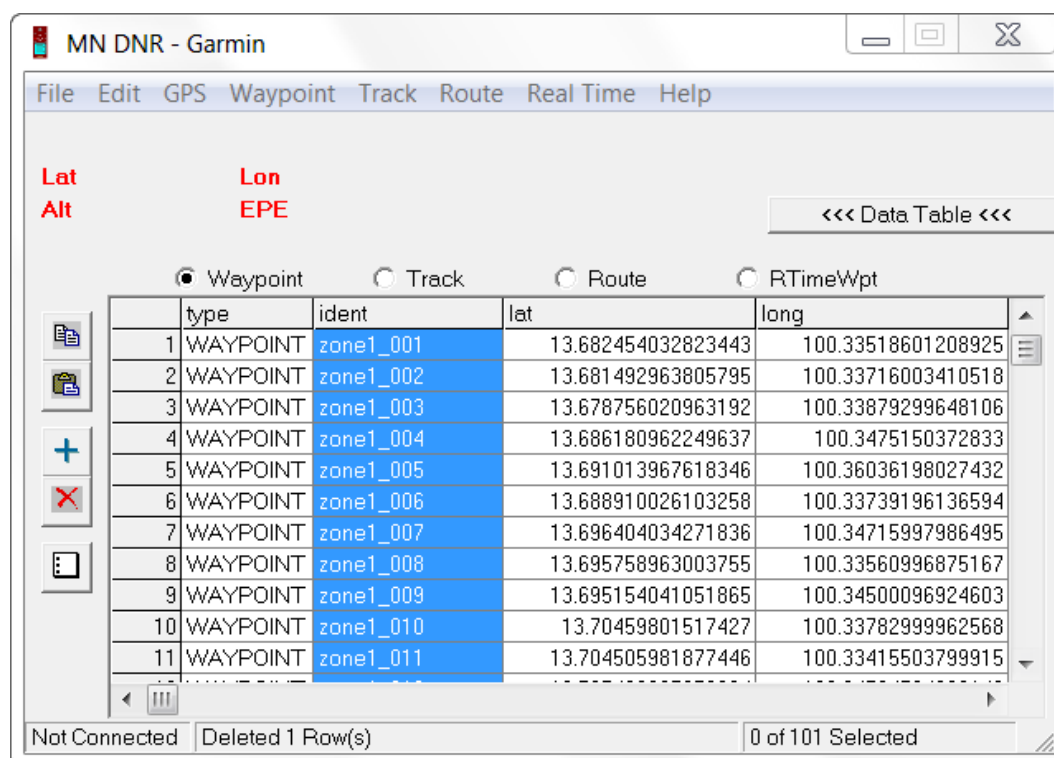 MN DNR - Garmin
File Edit GPS Waypoint Track Route Real Time Help
Lat Lon
Alt EPE
<<< Data Table <<<
Waypoint Track Route RTimeWpt
type ident lat long
1 WAYPOINT zone1_001 13.682454032823443 100.33518601208925
2 WAYPOINT zone1_002 13.681492963805795 100.33716003410518
3 WAYPOINT zone1_003 13.678756020963192 100.33879299648106
4 WAYPOINT zone1_004 13.686180962249637 100.3475150372833
5 WAYPOINT zone1_005 13.691013967618346 100.36036198027432
6 WAYPOINT zone1_006 13.688910026103258 100.33739196136594
7 WAYPOINT zone1_007 13.696404034271836 100.34715997986495
8 WAYPOINT zone1_008 13.695758963003755 100.33560996875167
9 WAYPOINT zone1_009 13.695154041051865 100.34500096924603
10 WAYPOINT zone1_010 13.70459801517427 100.33782999962568
11 WAYPOINT zone1_011 13.704505981877446 100.33415503799915
Not Connected Deleted 1 Row(s) 0 of 101 Selected